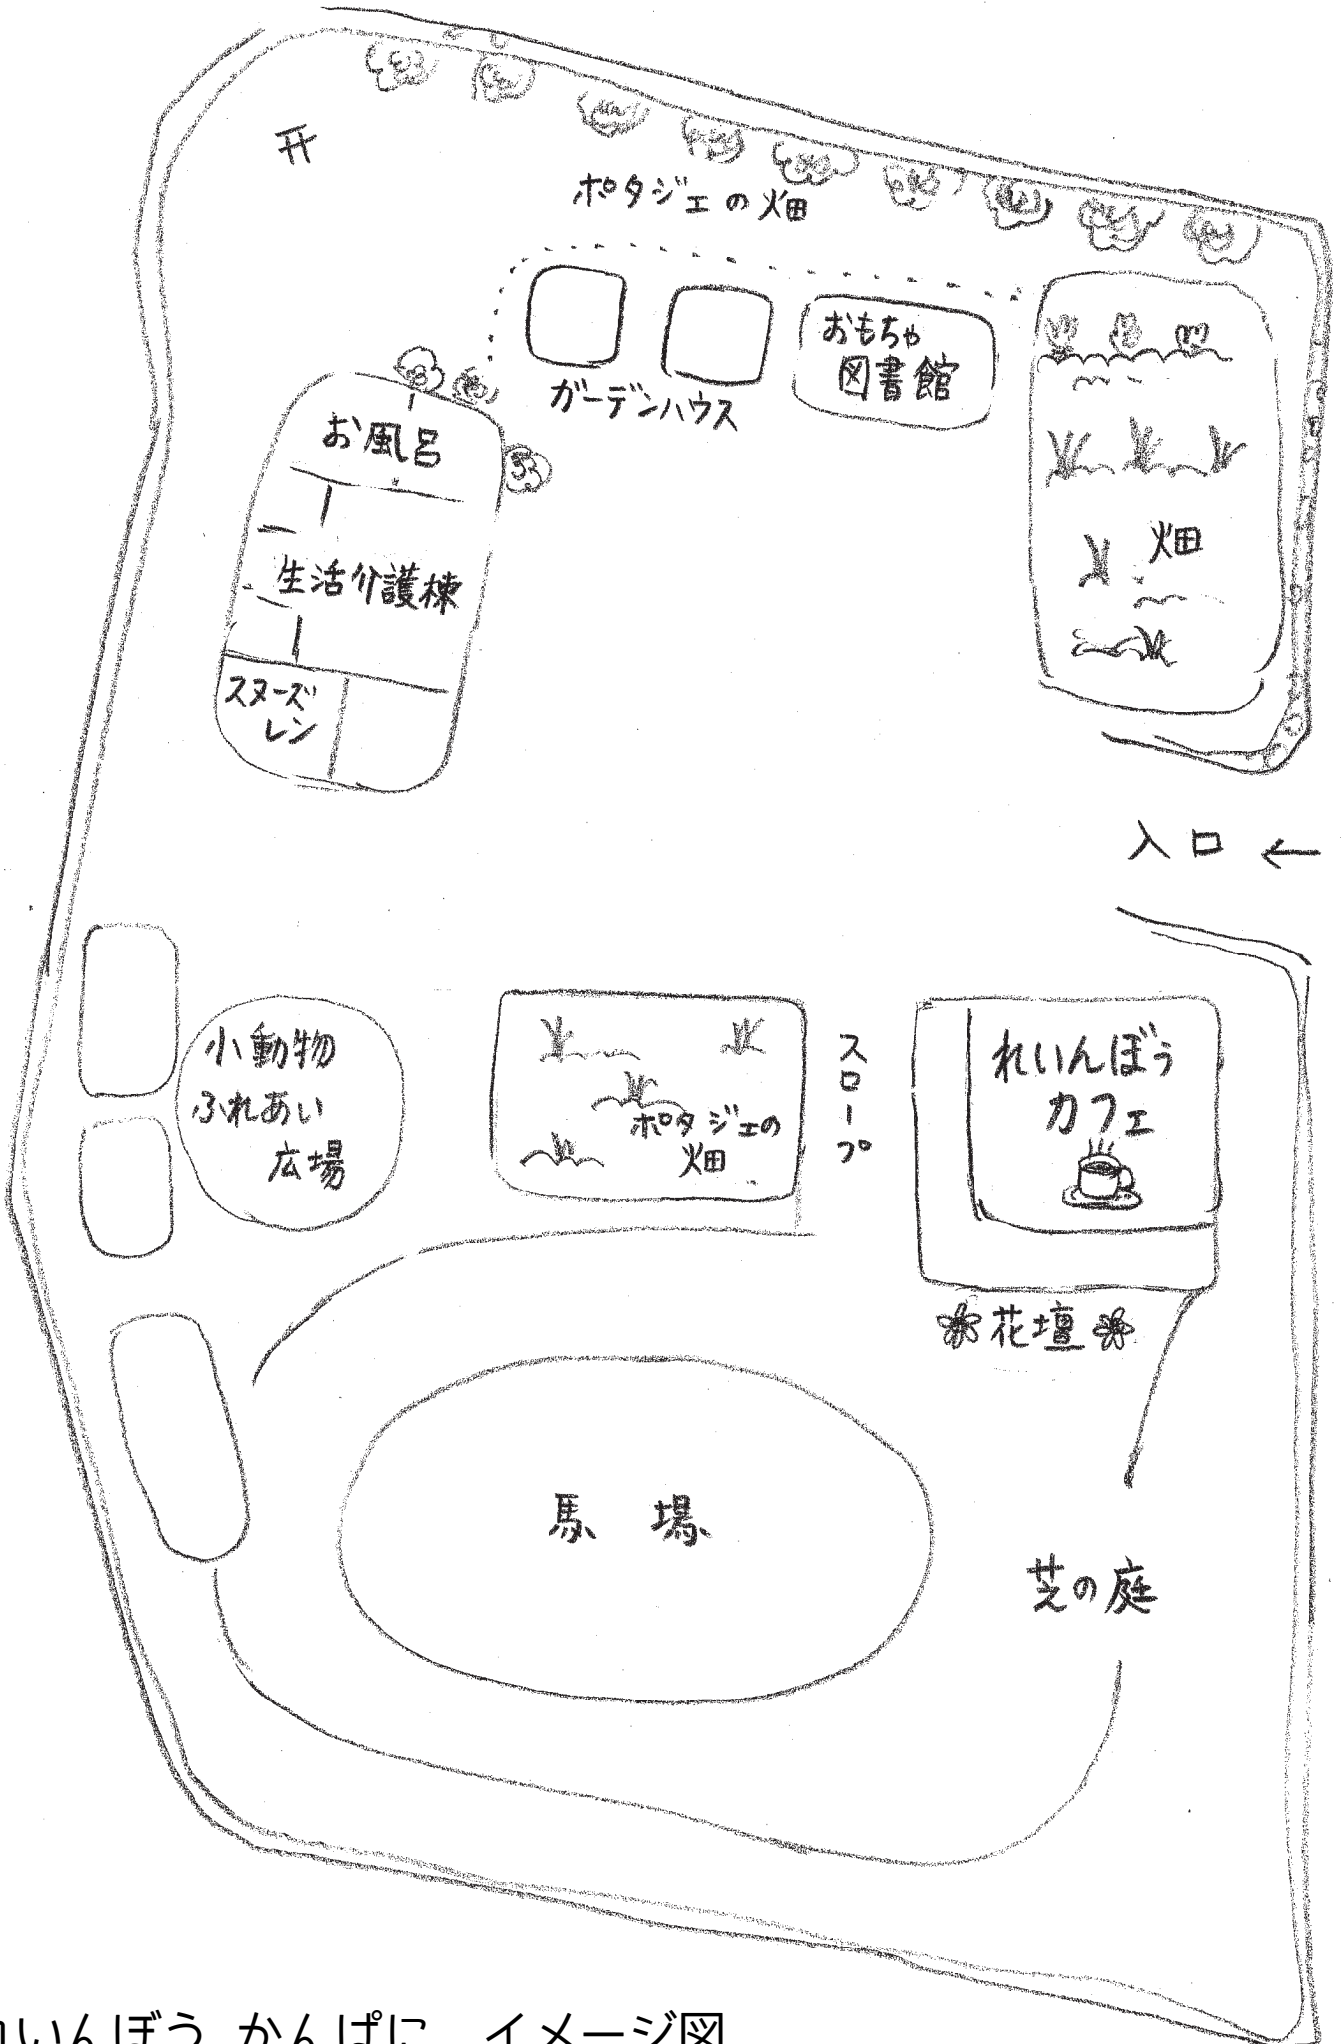 ポタジェの畑
おもちゃ
図書館
ガーデンハウス
お風呂
生活介護棟
スヌーズ
レン
畑
入口 ←
小動物
ふれあい
広場
ポタジェの
畑
スロープ
れいんぼう
カフェ
花壇
馬場
芝の庭
れいんぼう かんぱに イメージ図